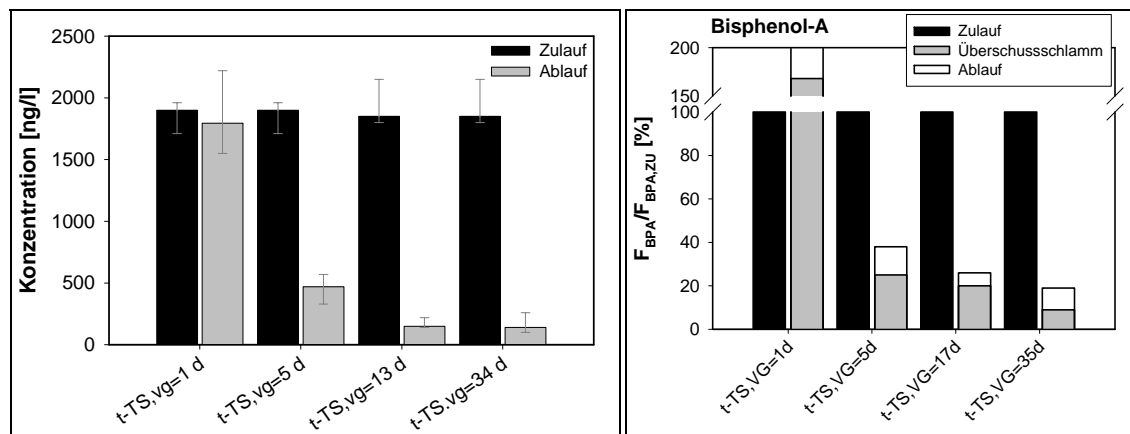 2500
2000
1500
1000
500
0
Konzentration [ng/l]
Zulauf
Ablauf
t-TS,vg=1 d
t-TS,vg=5 d
t-TS,vg=13 d
t-TS.vg=34 d
Bisphenol-A
Zulauf
Überschussschlamm
Ablauf
200
150
100
80
60
40
20
0
F_BPA/F_BPA,ZU [%]
t-TS,VG=1d
t-TS,VG=5d
t-TS,VG=17d
t-TS,VG=35d